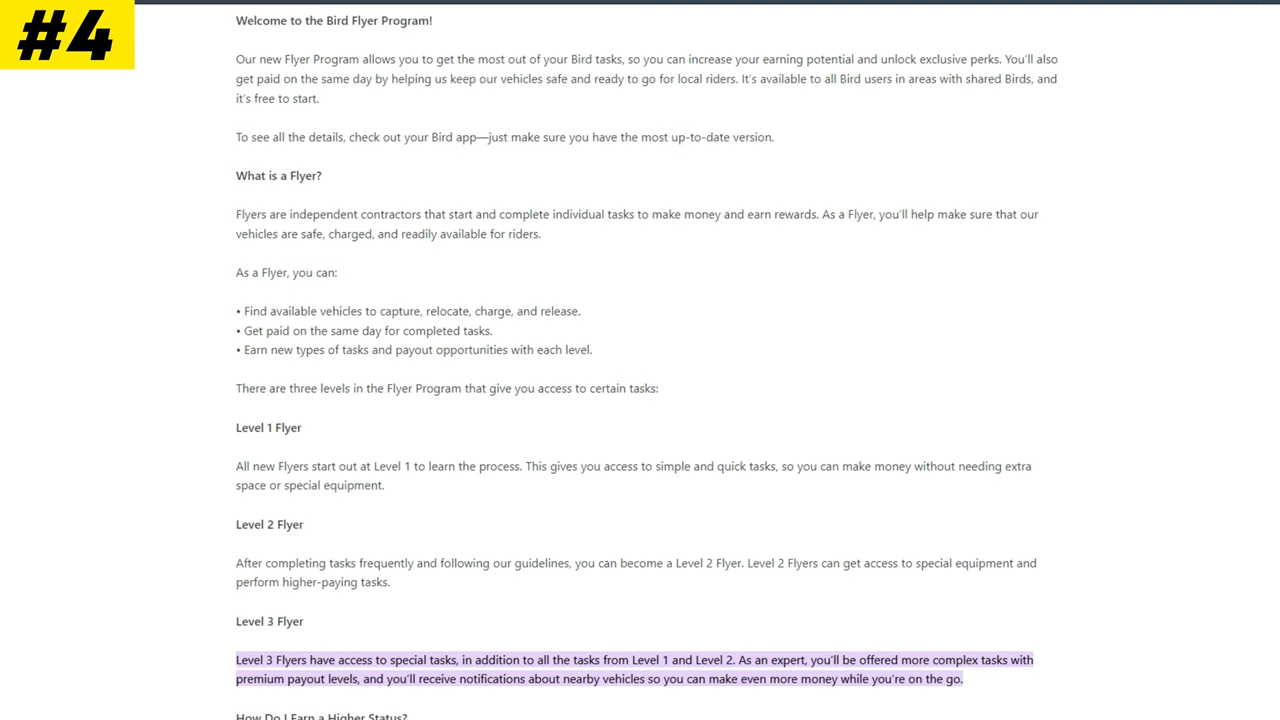 #4
Welcome to the Bird Flyer Program!
Our new Flyer Program allows you to get the most out of your Bird tasks, so you can increase your earning potential and unlock exclusive perks. You'll also
get paid on the same day by helping us keep our vehicles safe and ready to go for local riders. It's available to all Bird users in areas with shared Birds, and
it's free to start.
To see all the details, check out your Bird app—just make sure you have the most up-to-date version.
What is a Flyer?
Flyers are independent contractors that start and complete individual tasks to make money and earn rewards. As a Flyer, you'll help make sure that our
vehicles are safe, charged, and readily available for riders.
As a Flyer, you can:
• Find available vehicles to capture, relocate, charge, and release.
• Get paid on the same day for completed tasks.
• Earn new types of tasks and payout opportunities with each level.
There are three levels in the Flyer Program that give you access to certain tasks:
Level 1 Flyer
All new Flyers start out at Level 1 to learn the process. This gives you access to simple and quick tasks, so you can make money without needing extra
space or special equipment.
Level 2 Flyer
After completing tasks frequently and following our guidelines, you can become a Level 2 Flyer. Level 2 Flyers can get access to special equipment and
perform higher-paying tasks.
Level 3 Flyer
Level 3 Flyers have access to special tasks, in addition to all the tasks from Level 1 and Level 2. As an expert, you'll be offered more complex tasks with
premium payout levels, and you'll receive notifications about nearby vehicles so you can make even more money while you're on the go.
How Do I Earn a Higher Status?